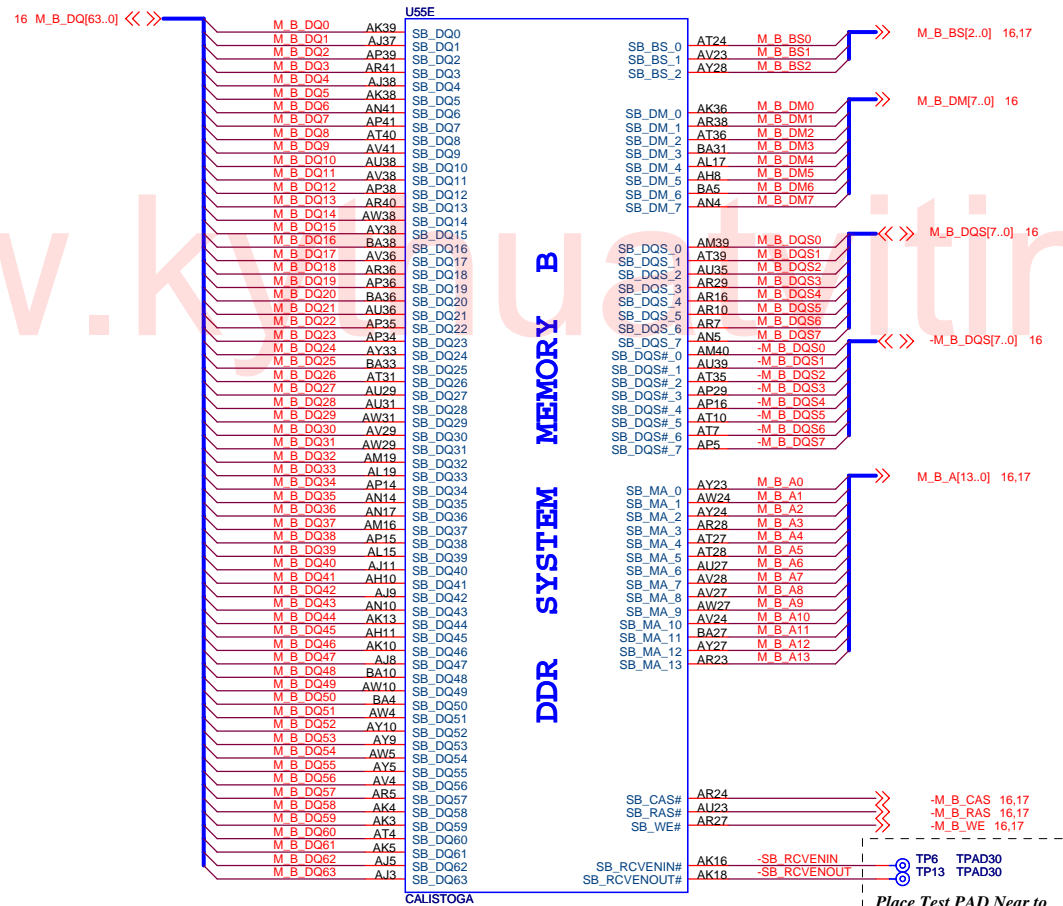 U55E
16 M_B_DQ[63..0]
M_B_DQ0 AK39 SB_DQ0
M_B_DQ1 AJ37 SB_DQ1
M_B_DQ2 AP39 SB_DQ2
M_B_DQ3 AR41 SB_DQ3
M_B_DQ4 AJ38 SB_DQ4
M_B_DQ5 AK38 SB_DQ5
M_B_DQ6 AN41 SB_DQ6
M_B_DQ7 AP41 SB_DQ7
M_B_DQ8 AT40 SB_DQ8
M_B_DQ9 AV41 SB_DQ9
M_B_DQ10 AU38 SB_DQ10
M_B_DQ11 AV38 SB_DQ11
M_B_DQ12 AP38 SB_DQ12
M_B_DQ13 AR40 SB_DQ13
M_B_DQ14 AW38 SB_DQ14
M_B_DQ15 AY38 SB_DQ15
M_B_DQ16 BA38 SB_DQ16
M_B_DQ17 AV36 SB_DQ17
M_B_DQ18 AR36 SB_DQ18
M_B_DQ19 AP36 SB_DQ19
M_B_DQ20 BA36 SB_DQ20
M_B_DQ21 AU36 SB_DQ21
M_B_DQ22 AP35 SB_DQ22
M_B_DQ23 AP34 SB_DQ23
M_B_DQ24 AY33 SB_DQ24
M_B_DQ25 BA33 SB_DQ25
M_B_DQ26 AT31 SB_DQ26
M_B_DQ27 AU29 SB_DQ27
M_B_DQ28 AU31 SB_DQ28
M_B_DQ29 AW31 SB_DQ29
M_B_DQ30 AV29 SB_DQ30
M_B_DQ31 AW29 SB_DQ31
M_B_DQ32 AM19 SB_DQ32
M_B_DQ33 AL19 SB_DQ33
M_B_DQ34 AP14 SB_DQ34
M_B_DQ35 AN14 SB_DQ35
M_B_DQ36 AN17 SB_DQ36
M_B_DQ37 AM16 SB_DQ37
M_B_DQ38 AP15 SB_DQ38
M_B_DQ39 AL15 SB_DQ39
M_B_DQ40 AJ11 SB_DQ40
M_B_DQ41 AH10 SB_DQ41
M_B_DQ42 AJ9 SB_DQ42
M_B_DQ43 AN10 SB_DQ43
M_B_DQ44 AK13 SB_DQ44
M_B_DQ45 AH11 SB_DQ45
M_B_DQ46 AK10 SB_DQ46
M_B_DQ47 AJ8 SB_DQ47
M_B_DQ48 BA10 SB_DQ48
M_B_DQ49 AW10 SB_DQ49
M_B_DQ50 BA4 SB_DQ50
M_B_DQ51 AW4 SB_DQ51
M_B_DQ52 AY10 SB_DQ52
M_B_DQ53 AY9 SB_DQ53
M_B_DQ54 AW5 SB_DQ54
M_B_DQ55 AY5 SB_DQ55
M_B_DQ56 AV4 SB_DQ56
M_B_DQ57 AR5 SB_DQ57
M_B_DQ58 AK4 SB_DQ58
M_B_DQ59 AK3 SB_DQ59
M_B_DQ60 AT4 SB_DQ60
M_B_DQ61 AK5 SB_DQ61
M_B_DQ62 AJ5 SB_DQ62
M_B_DQ63 AJ3 SB_DQ63
DDR SYSTEM MEMORY B
SB_BS_0 AT24 M_B_BS0
SB_BS_1 AV23 M_B_BS1
SB_BS_2 AY28 M_B_BS2
M_B_BS[2..0] 16,17
SB_DM_0 AK36 M_B_DM0
SB_DM_1 AR38 M_B_DM1
SB_DM_2 AT36 M_B_DM2
SB_DM_3 BA31 M_B_DM3
SB_DM_4 AL17 M_B_DM4
SB_DM_5 AH8 M_B_DM5
SB_DM_6 BA5 M_B_DM6
SB_DM_7 AN4 M_B_DM7
M_B_DM[7..0] 16
SB_DQS_0 AM39 M_B_DQS0
SB_DQS_1 AT39 M_B_DQS1
SB_DQS_2 AU35 M_B_DQS2
SB_DQS_3 AR29 M_B_DQS3
SB_DQS_4 AR16 M_B_DQS4
SB_DQS_5 AR10 M_B_DQS5
SB_DQS_6 AR7 M_B_DQS6
SB_DQS_7 AN5 M_B_DQS7
M_B_DQS[7..0] 16
SB_DQS#_0 AM40 -M_B_DQS0
SB_DQS#_1 AU39 -M_B_DQS1
SB_DQS#_2 AT35 -M_B_DQS2
SB_DQS#_3 AP29 -M_B_DQS3
SB_DQS#_4 AP16 -M_B_DQS4
SB_DQS#_5 AT10 -M_B_DQS5
SB_DQS#_6 AT7 -M_B_DQS6
SB_DQS#_7 AP5 -M_B_DQS7
-M_B_DQS[7..0] 16
SB_MA_0 AY23 M_B_A0
SB_MA_1 AW24 M_B_A1
SB_MA_2 AY24 M_B_A2
SB_MA_3 AR28 M_B_A3
SB_MA_4 AT27 M_B_A4
SB_MA_5 AT28 M_B_A5
SB_MA_6 AU27 M_B_A6
SB_MA_7 AV28 M_B_A7
SB_MA_8 AV27 M_B_A8
SB_MA_9 AW27 M_B_A9
SB_MA_10 AV24 M_B_A10
SB_MA_11 BA27 M_B_A11
SB_MA_12 AY27 M_B_A12
SB_MA_13 AR23 M_B_A13
M_B_A[13..0] 16,17
SB_CAS# AR24 -M_B_CAS 16,17
SB_RAS# AU23 -M_B_RAS 16,17
SB_WE# AR27 -M_B_WE 16,17
SB_RCVENIN# AK16 -SB_RCVENIN TP6 TPAD30
SB_RCVENOUT# AK18 -SB_RCVENOUT TP13 TPAD30
Place Test PAD Near to
CALISTOGA
w.kythuatvitin